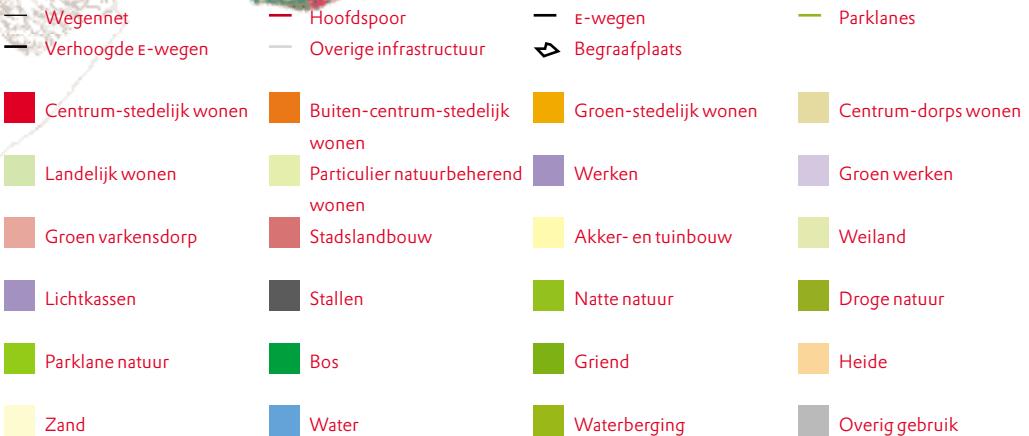 Wegennet Hoofdspoor E-wegen Parklanes
Verhoogde E-wegen Overige infrastructuur Begraafplaats
Centrum-stedelijk wonen Buiten-centrum-stedelijk Groen-stedelijk wonen Centrum-dorps wonen
wonen
Landelijk wonen Particulier natuurbeherend Werken Groen werken
wonen
Groen varkensdorp Stadslandbouw Akker- en tuinbouw Weiland
Lichtkassen Stallen Natte natuur Droge natuur
Parklane natuur Bos Griend Heide
Zand Water Waterberging Overig gebruik